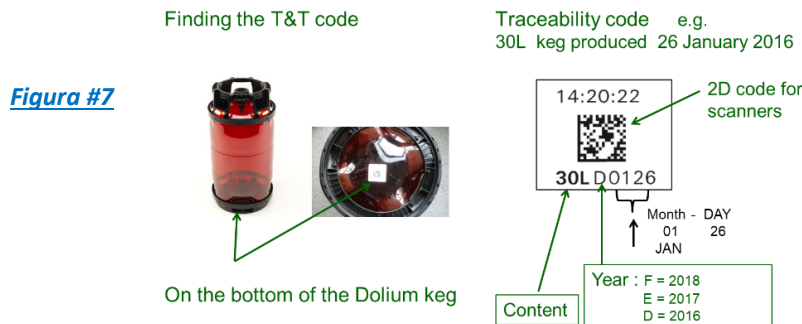 Finding the T&T code
Traceability code e.g.
30L keg produced 26 January 2016
Figura #7
14:20:22
2D code for
scanners
30L D0126
Month - DAY
01 26
JAN
On the bottom of the Dolium keg
Content
Year : F = 2018
E = 2017
D = 2016